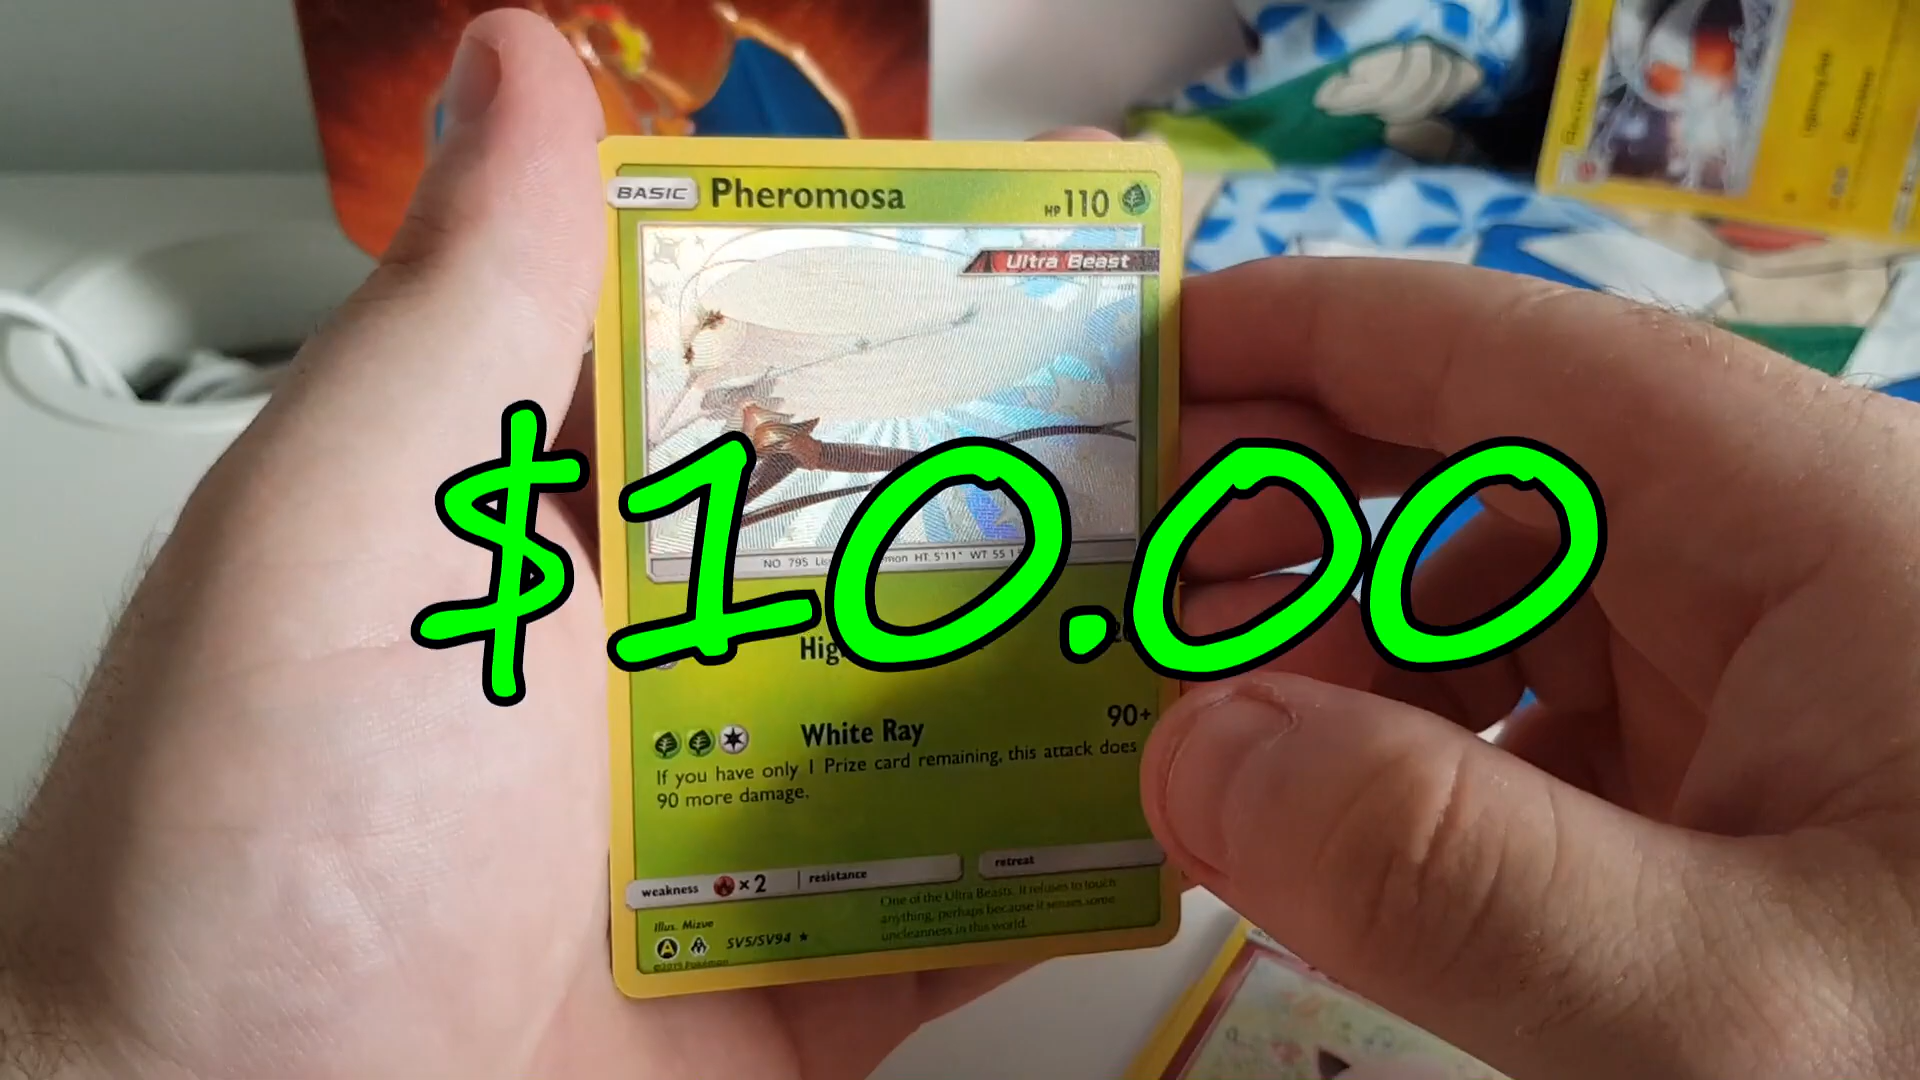 BASIC Pheromosa HP 110
Ultra Beast
NO 795 HT 5'11" WT 55
$10.00
White Ray 90+
If you have only 1 Prize card remaining, this attack does
90 more damage.
weakness ×2 resistance retreat
One of the Ultra Beasts. It refuses to touch
anything, perhaps because it senses some
uncleanness in this world.
Illus. Mizue
A SV5/SV94 ★
©2019 Pokémon